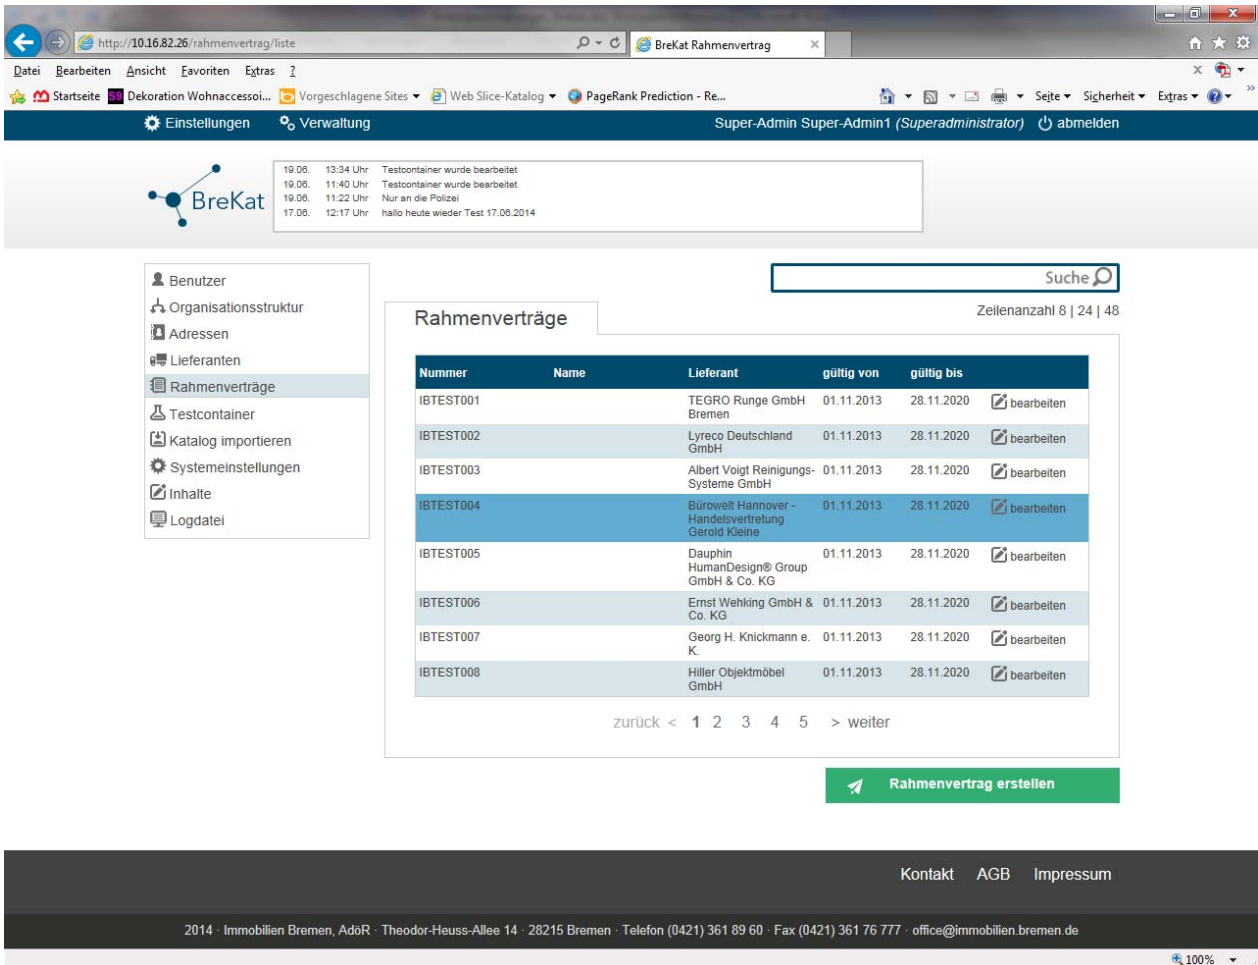 http://10.16.82.26/rahmenvertrag/liste
BreKat Rahmenvertrag
Datei Bearbeiten Ansicht Favoriten Extras ?
Startseite Dekoration Wohnaccessoi... Vorgeschlagene Sites Web Slice-Katalog PageRank Prediction - Re... Seite Sicherheit Extras
Einstellungen Verwaltung Super-Admin Super-Admin1 (Superadministrator) abmelden
BreKat
19.06. 13:34 Uhr Testcontainer wurde bearbeitet
19.06. 11:40 Uhr Testcontainer wurde bearbeitet
19.06. 11:22 Uhr Nur an die Polizei
17.06. 12:17 Uhr hallo heute wieder Test 17.06.2014
Benutzer
Organisationsstruktur
Adressen
Lieferanten
Rahmenverträge
Testcontainer
Katalog importieren
Systemeinstellungen
Inhalte
Logdatei
Suche
Zeilenanzahl 8 | 24 | 48
Rahmenverträge
Nummer Name Lieferant gültig von gültig bis
IBTEST001 TEGRO Runge GmbH 01.11.2013 28.11.2020 bearbeiten
Bremen
IBTEST002 Lyreco Deutschland 01.11.2013 28.11.2020 bearbeiten
GmbH
IBTEST003 Albert Voigt Reinigungs- 01.11.2013 28.11.2020 bearbeiten
Systeme GmbH
IBTEST004 Bürowelt Hannover - 01.11.2013 28.11.2020 bearbeiten
Handelsvertretung
Gerold Kleine
IBTEST005 Dauphin 01.11.2013 28.11.2020 bearbeiten
HumanDesign® Group
GmbH & Co. KG
IBTEST006 Ernst Wehking GmbH & 01.11.2013 28.11.2020 bearbeiten
Co. KG
IBTEST007 Georg H. Knickmann e. 01.11.2013 28.11.2020 bearbeiten
K.
IBTEST008 Hiller Objektmöbel 01.11.2013 28.11.2020 bearbeiten
GmbH
zurück < 1 2 3 4 5 > weiter
Rahmenvertrag erstellen
Kontakt AGB Impressum
2014 · Immobilien Bremen, AdöR · Theodor-Heuss-Allee 14 · 28215 Bremen · Telefon (0421) 361 89 60 · Fax (0421) 361 76 777 · office@immobilien.bremen.de
100%